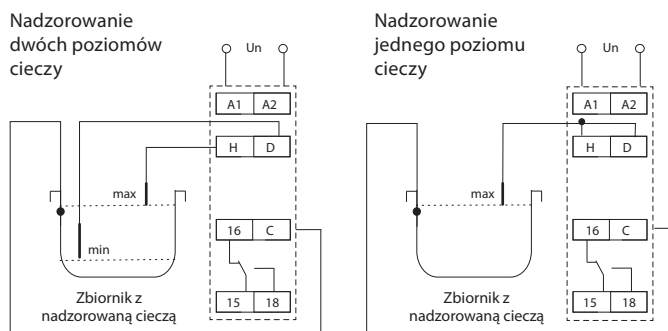 Nadzorowanie
dwóch poziomów
cieczy
Un
A1 A2
H D
max
min
16 C
15 18
Zbiornik z
nadzorowaną cieczą
Nadzorowanie
jednego poziomu
cieczy
Un
A1 A2
H D
max
16 C
15 18
Zbiornik z
nadzorowaną cieczą